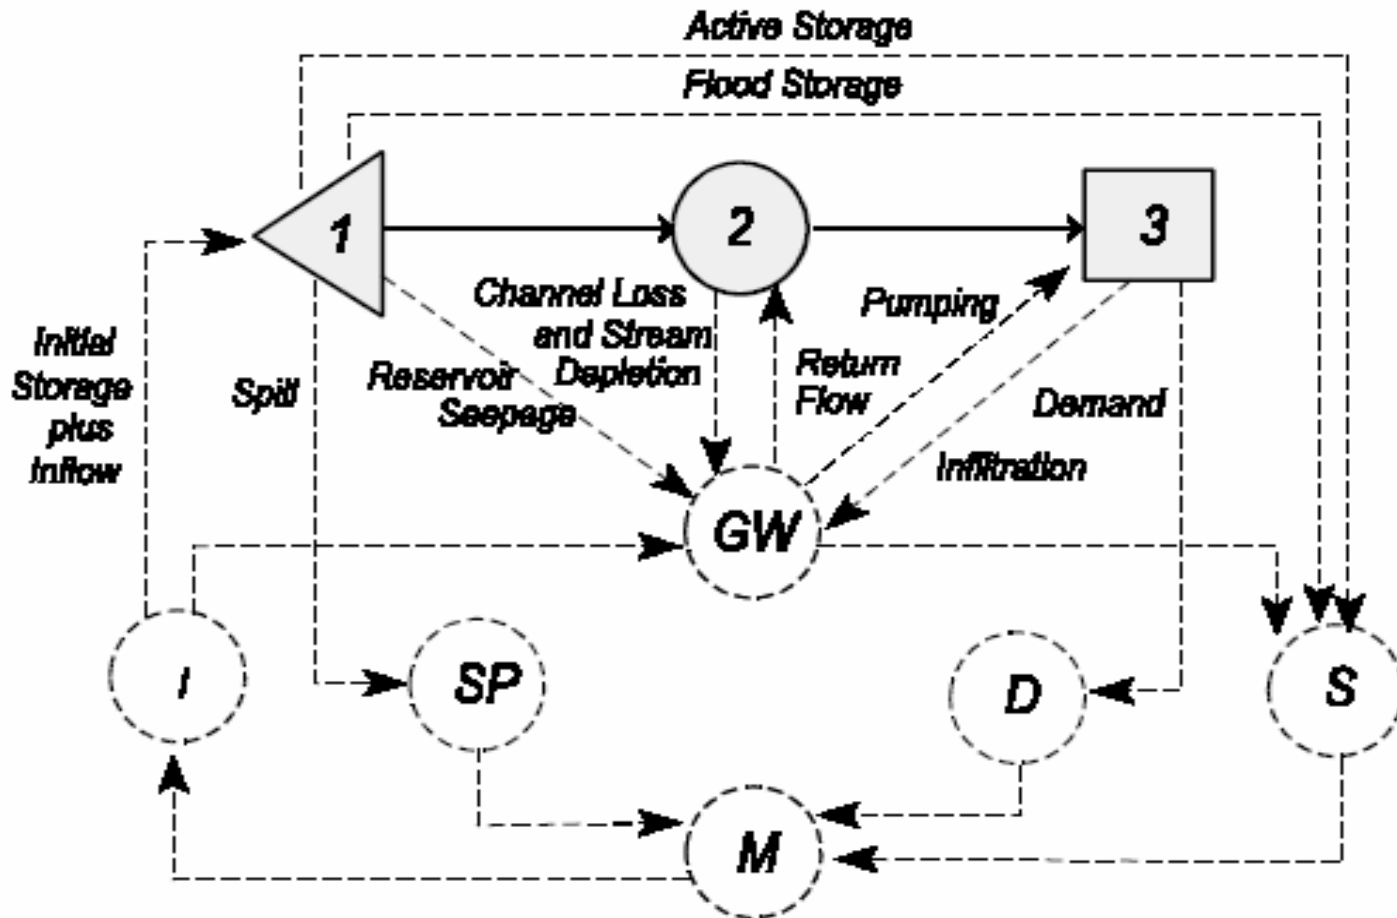 Active Storage
Flood Storage
1
2
3
Channel Loss
and Stream
Depletion
Pumping
Initial
Storage
plus
Inflow
Spill
Reservoir
Seepage
Return
Flow
Demand
Infiltration
GW
I
SP
D
S
M